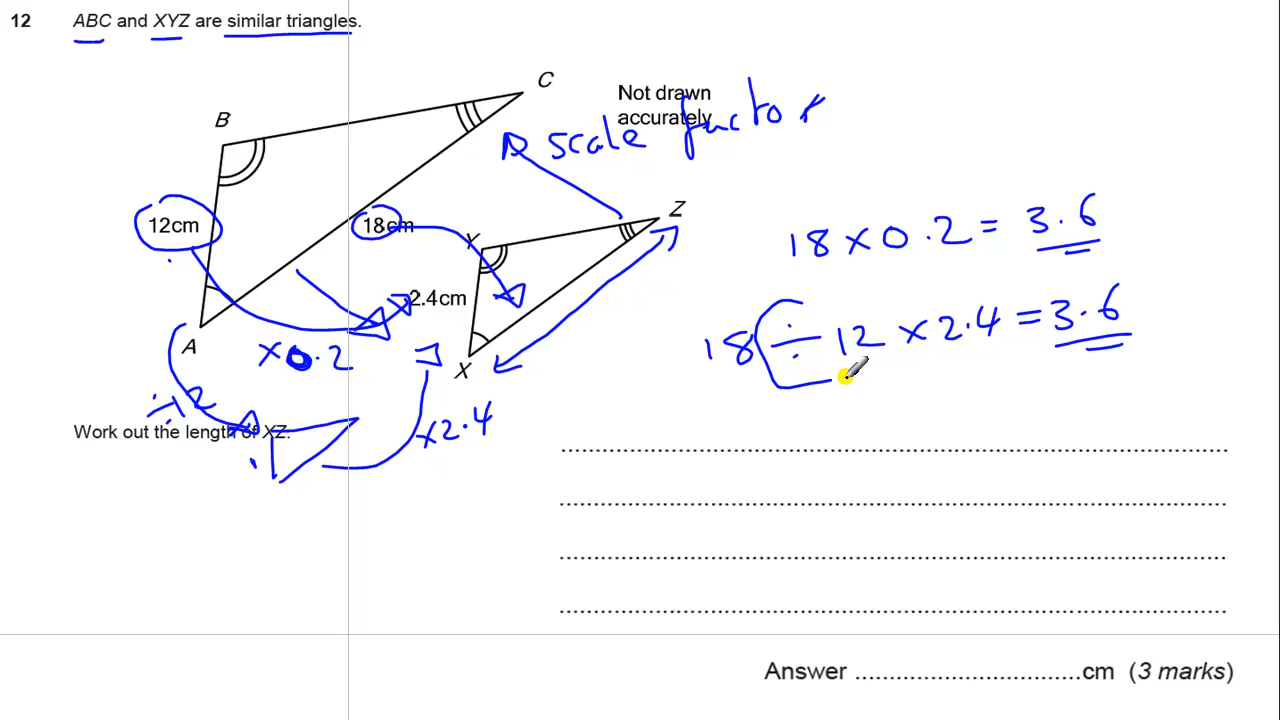 12 ABC and XYZ are similar triangles.
C
Not drawn
accurately
B
scale factor
Z
12cm
18cm
Y
18 × 0.2 = 3.6
2.4cm
18 ÷ 12 × 2.4 = 3.6
A
×0.2
X
÷12
×2.4
Work out the length of XZ.
Answer ................................cm (3 marks)